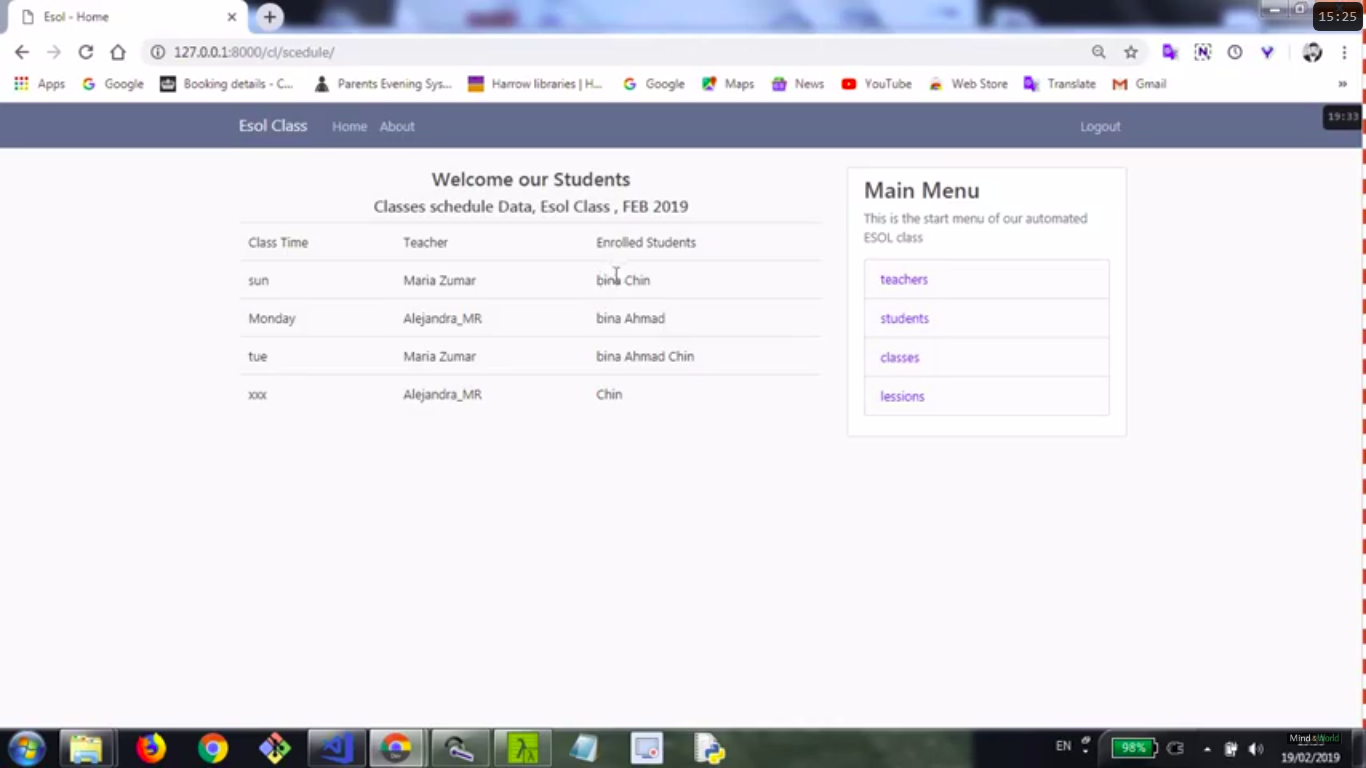 Esol - Home
15:25
127.0.0.1:8000/cl/scedule/
Apps Google Booking details - C... Parents Evening Sys... Harrow libraries | H... Google Maps News YouTube Web Store Translate Gmail »
Esol Class Home About Logout
19:33
Welcome our Students
Classes schedule Data, Esol Class , FEB 2019
Class Time Teacher Enrolled Students
sun Maria Zumar bina Chin
Monday Alejandra_MR bina Ahmad
tue Maria Zumar bina Ahmad Chin
xxx Alejandra_MR Chin
Main Menu
This is the start menu of our automated
ESOL class
teachers
students
classes
lessions
EN 98%
Mind&World
19/02/2019